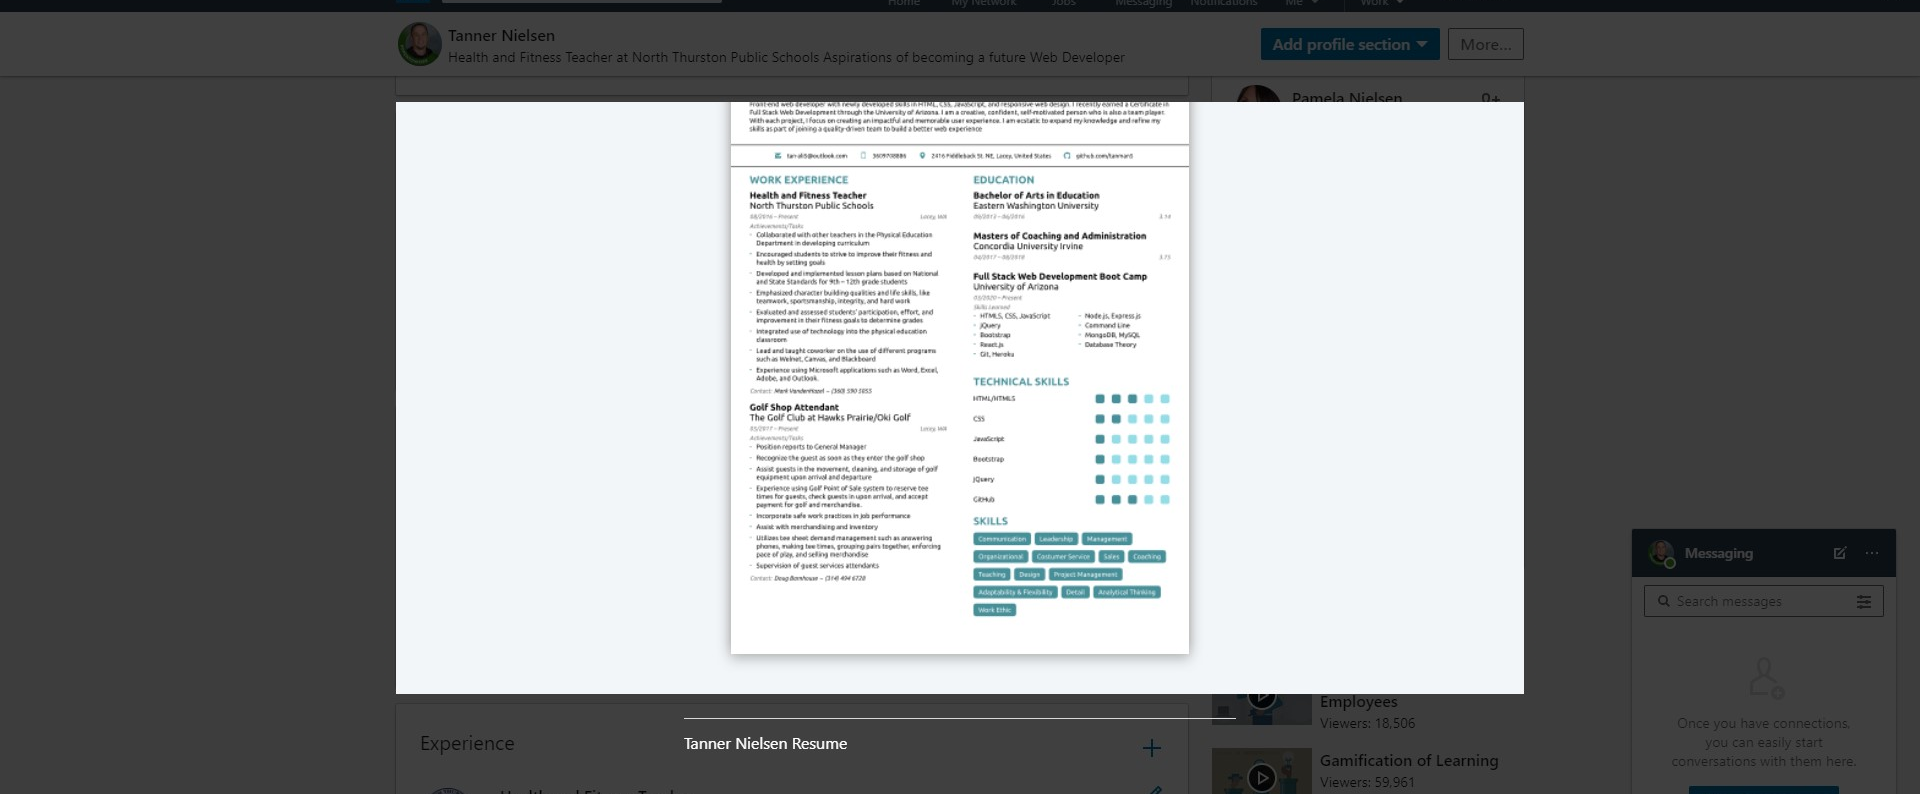 Home My Network Jobs Messaging Notifications Me Work
Tanner Nielsen
Health and Fitness Teacher at North Thurston Public Schools Aspirations of becoming a future Web Developer
Add profile section
More...
Pamela Nielsen 0+
Front-end web developer with newly developed skills in HTML, CSS, JavaScript, and responsive web design. I recently earned a Certificate in
Full Stack Web Development through the University of Arizona. I am a creative, confident, self-motivated person who is also a team player.
With each project, I focus on creating an impactful and memorable user experience. I am ecstatic to expand my knowledge and refine my
skills as part of joining a quality-driven team to build a better web experience
2416 Fiddleback St. NE, Lacey, United States
WORK EXPERIENCE
Health and Fitness Teacher
North Thurston Public Schools
08/2016 – Present Lacey, WA
Achievements/Tasks
- Collaborated with other teachers in the Physical Education
Department in developing curriculum
- Encouraged students to strive to improve their fitness and
health by setting goals
- Developed and implemented lesson plans based on National
and State Standards for 9th – 12th grade students
- Emphasized character building qualities and life skills, like
teamwork, sportsmanship, integrity, and hard work
- Evaluated and assessed students' participation, effort, and
improvement in their fitness goals to determine grades
- Integrated use of technology into the physical education
classroom
- Lead and taught coworker on the use of different programs
such as Welnet, Canvas, and Blackboard
- Experience using Microsoft applications such as Word, Excel,
Adobe, and Outlook.
Contact:
Golf Shop Attendant
The Golf Club at Hawks Prairie/Oki Golf
03/2017 – Present Lacey, WA
Achievements/Tasks
- Position reports to General Manager
- Recognize the guest as soon as they enter the golf shop
- Assist guests in the movement, cleaning, and storage of golf
equipment upon arrival and departure
- Experience using Golf Point of Sale system to reserve tee
times for guests, check guests in upon arrival, and accept
payment for golf and merchandise.
- Incorporate safe work practices in job performance
- Assist with merchandising and inventory
- Utilizes tee sheet demand management such as answering
phones, making tee times, grouping pairs together, enforcing
pace of play, and selling merchandise
- Supervision of guest services attendants
Contact:
EDUCATION
Bachelor of Arts in Education
Eastern Washington University
09/2013 – 06/2016 3.14
Masters of Coaching and Administration
Concordia University Irvine
04/2017 – 08/2018 3.75
Full Stack Web Development Boot Camp
University of Arizona
03/2020 – Present
Skills Learned
- HTML5, CSS, JavaScript
- jQuery
- Bootstrap
- React.js
- Git, Heroku
- Node.js, Express.js
- Command Line
- MongoDB, MySQL
- Database Theory
TECHNICAL SKILLS
HTML/HTML5
CSS
JavaScript
Bootstrap
jQuery
GitHub
SKILLS
Communication Leadership Management
Organizational Costumer Service Sales Coaching
Teaching Design Project Management
Adaptability & Flexibility Detail Analytical Thinking
Work Ethic
Tanner Nielsen Resume
Experience
Employees
Viewers: 18,506
Gamification of Learning
Viewers: 59,961
Messaging
Search messages
Once you have connections,
you can easily start
conversations with them here.